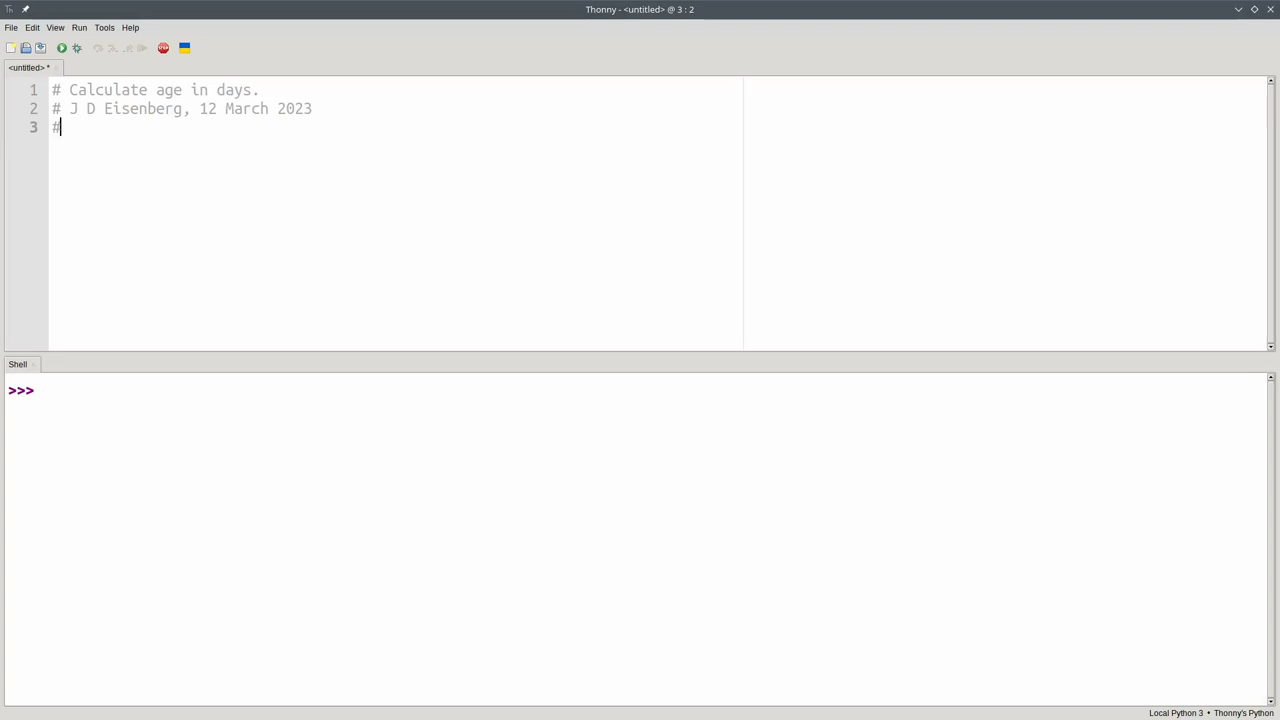 Thonny - <untitled> @ 3 : 2
File Edit View Run Tools Help
STOP
<untitled> *
1 # Calculate age in days.
2 # J D Eisenberg, 12 March 2023
3 #
Shell
>>>
Local Python 3 • Thonny's Python